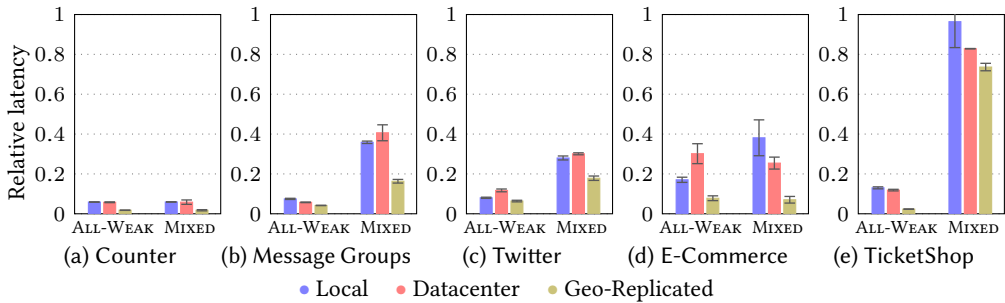 Relative latency
1
0.8
0.6
0.4
0.2
0
ALL-WEAK MIXED
(a) Counter
1
0.8
0.6
0.4
0.2
0
ALL-WEAK MIXED
(b) Message Groups
1
0.8
0.6
0.4
0.2
0
ALL-WEAK MIXED
(c) Twitter
1
0.8
0.6
0.4
0.2
0
ALL-WEAK MIXED
(d) E-Commerce
1
0.8
0.6
0.4
0.2
0
ALL-WEAK MIXED
(e) TicketShop
Local Datacenter Geo-Replicated